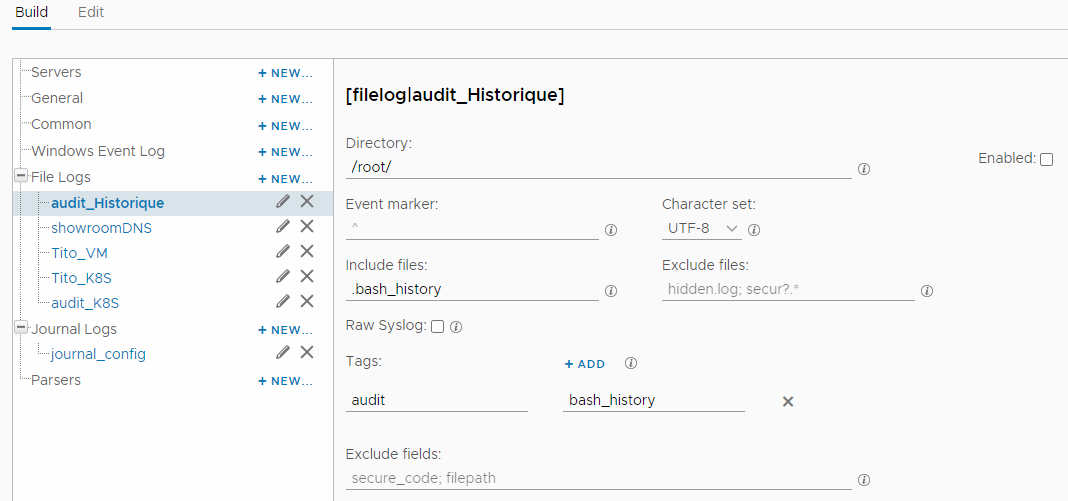 Build Edit
Servers + NEW...
General + NEW...
Common + NEW...
Windows Event Log + NEW...
File Logs + NEW...
audit_Historique
showroomDNS
Tito_VM
Tito_K8S
audit_K8S
Journal Logs + NEW...
journal_config
Parsers + NEW...
[filelog|audit_Historique]
Directory:
/root/
Enabled:
Event marker: Character set:
^ UTF-8
Include files: Exclude files:
.bash_history hidden.log; secur?.*
Raw Syslog:
Tags: + ADD
audit bash_history
Exclude fields:
secure_code; filepath